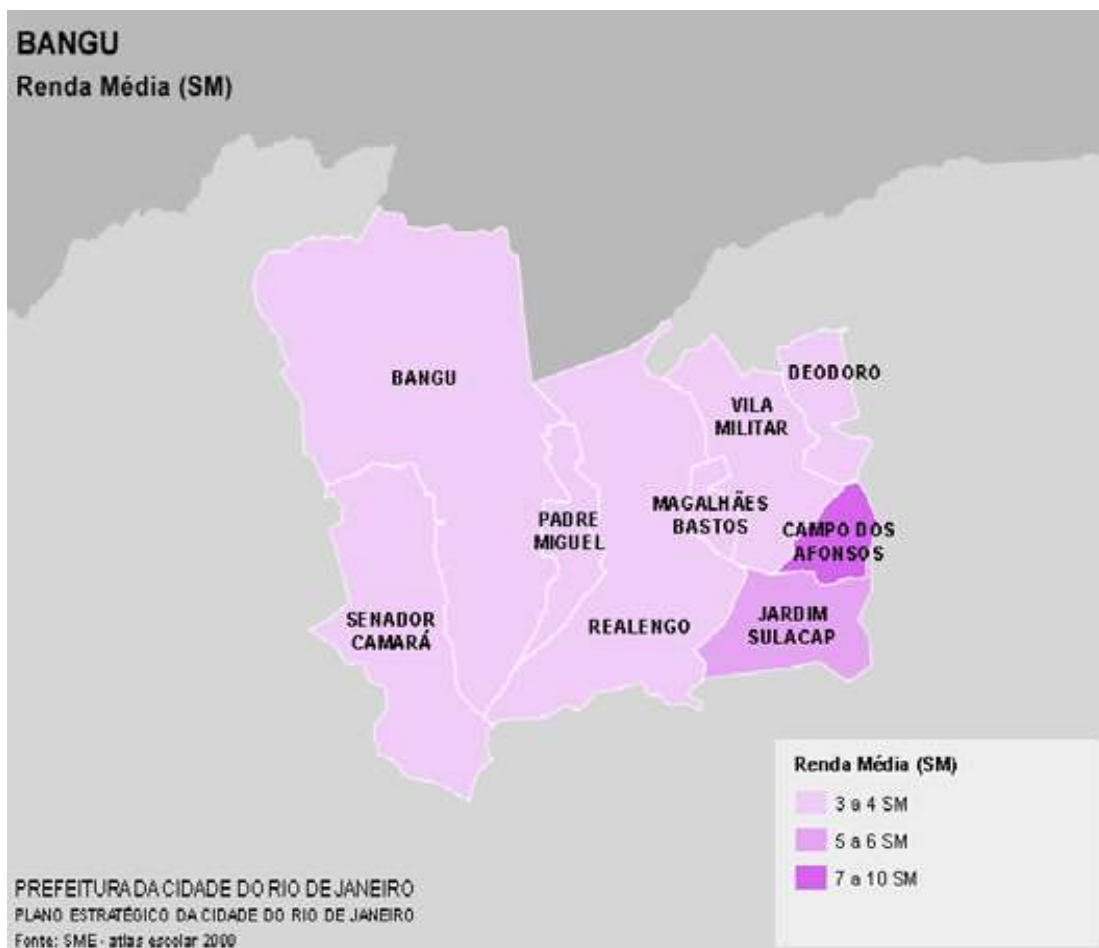 BANGU
Renda Média (SM)
BANGU
DEODORO
VILA
MILITAR
MAGALHÃES
BASTOS
PADRE
MIGUEL
CAMPO DOS
AFONSOS
SENADOR
CAMARÁ
REALENGO
JARDIM
SULACAP
Renda Média (SM)
3 a 4 SM
5 a 6 SM
7 a 10 SM
PREFEITURA DA CIDADE DO RIO DE JANEIRO
PLANO ESTRATÉGICO DA CIDADE DO RIO DE JANEIRO
Fonte: SME - atlas escolar 2000